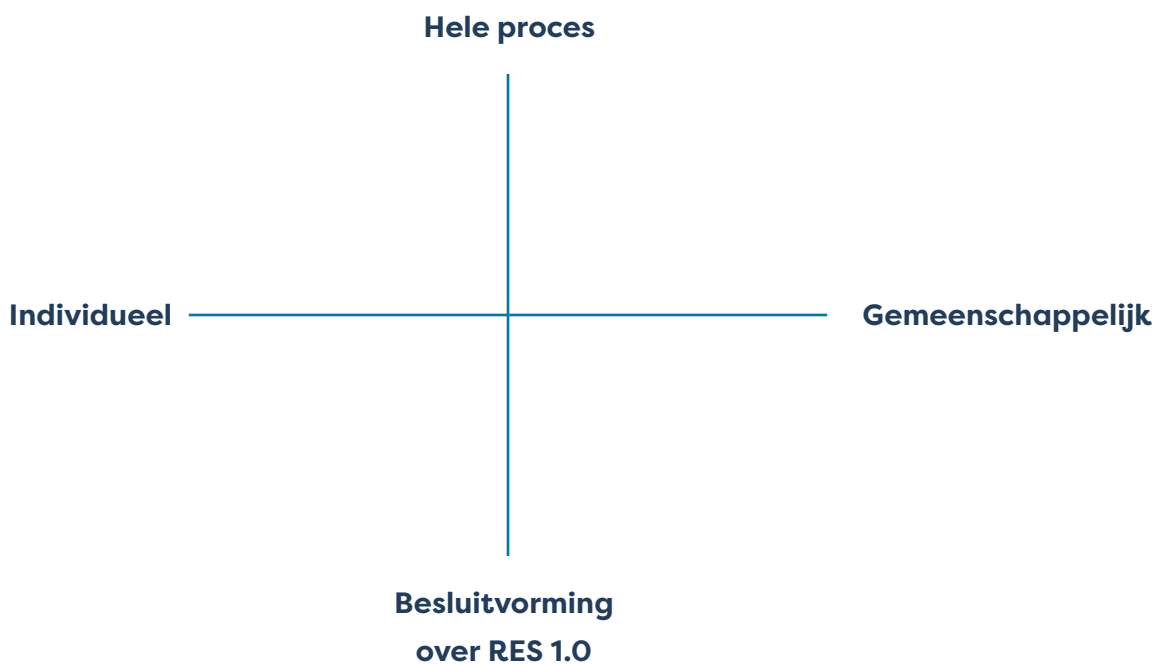 Hele proces
Individueel
Gemeenschappelijk
Besluitvorming
over RES 1.0